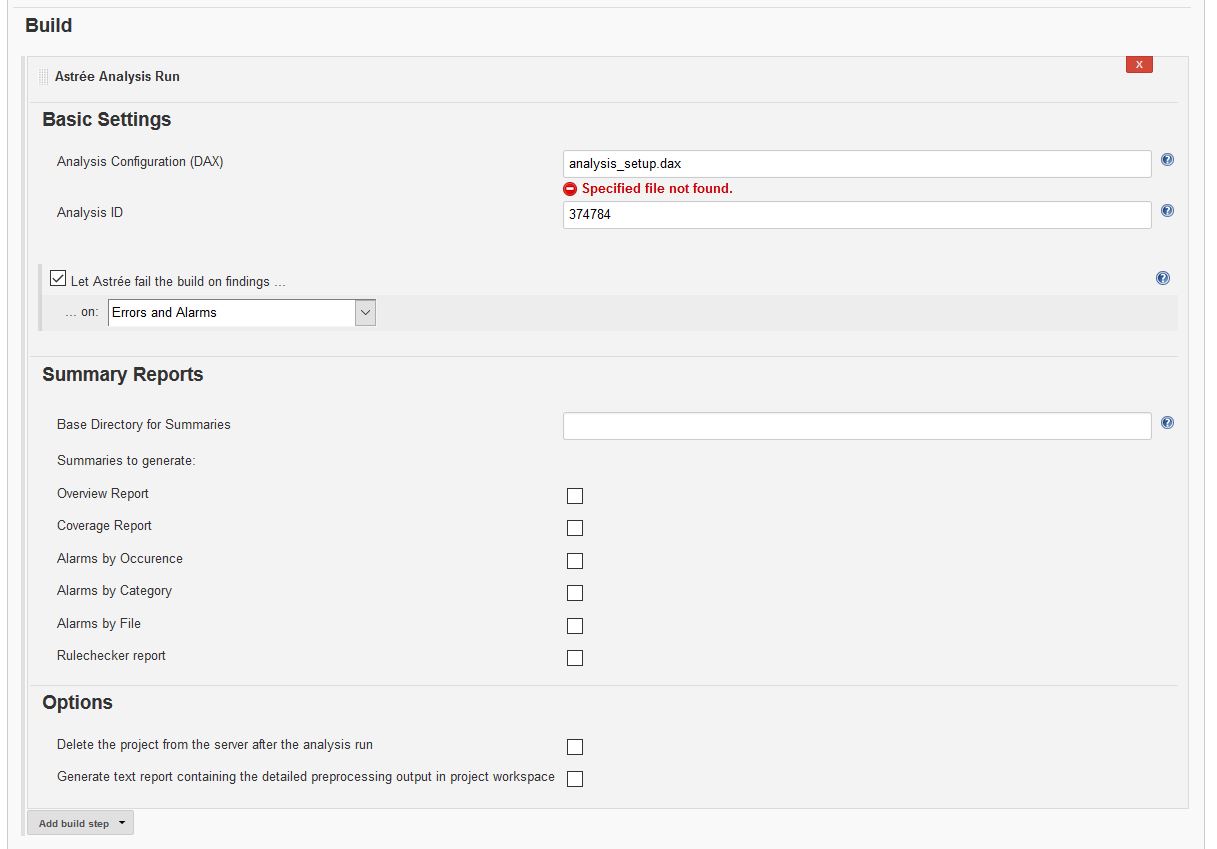 Build
Astrée Analysis Run
x
Basic Settings
Analysis Configuration (DAX)
analysis_setup.dax
Specified file not found.
Analysis ID
374784
Let Astrée fail the build on findings ...
... on: Errors and Alarms
Summary Reports
Base Directory for Summaries
Summaries to generate:
Overview Report
Coverage Report
Alarms by Occurence
Alarms by Category
Alarms by File
Rulechecker report
Options
Delete the project from the server after the analysis run
Generate text report containing the detailed preprocessing output in project workspace
Add build step